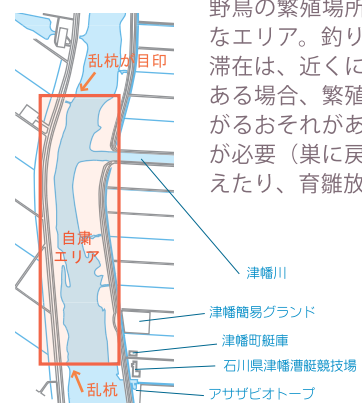 野鳥の繁殖場所
なエリア。釣り
滞在は、近くに
ある場合、繁殖
がるおそれがあ
が必要（巣に戻
えたり、育雛放
乱杭が目印
自粛
エリア
津幡川
津幡簡易グランド
津幡町艇庫
石川県津幡漕艇競技場
アサザビオトープ
乱杭